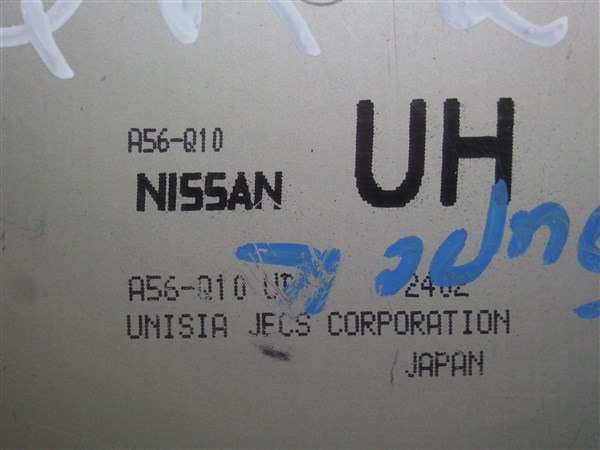 A56-Q10
NISSAN UH
A56-Q10 2402
UNISIA JECS CORPORATION
JAPAN